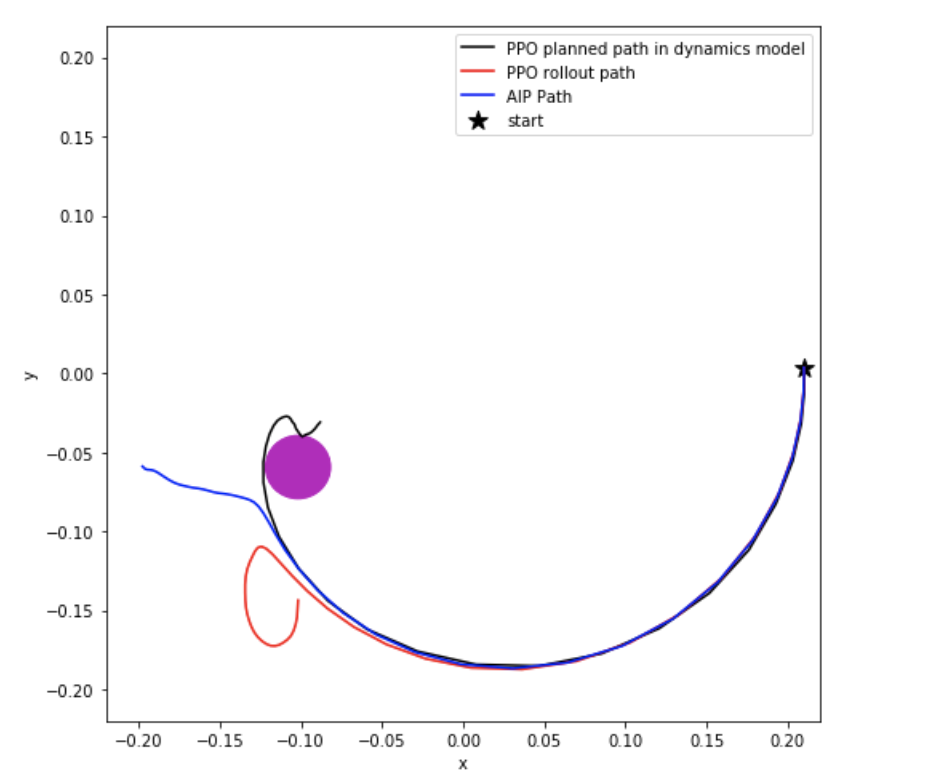 PPO planned path in dynamics model
PPO rollout path
AIP Path
start
0.20
0.15
0.10
0.05
0.00
−0.05
−0.10
−0.15
−0.20
y
−0.20 −0.15 −0.10 −0.05 0.00 0.05 0.10 0.15 0.20
x